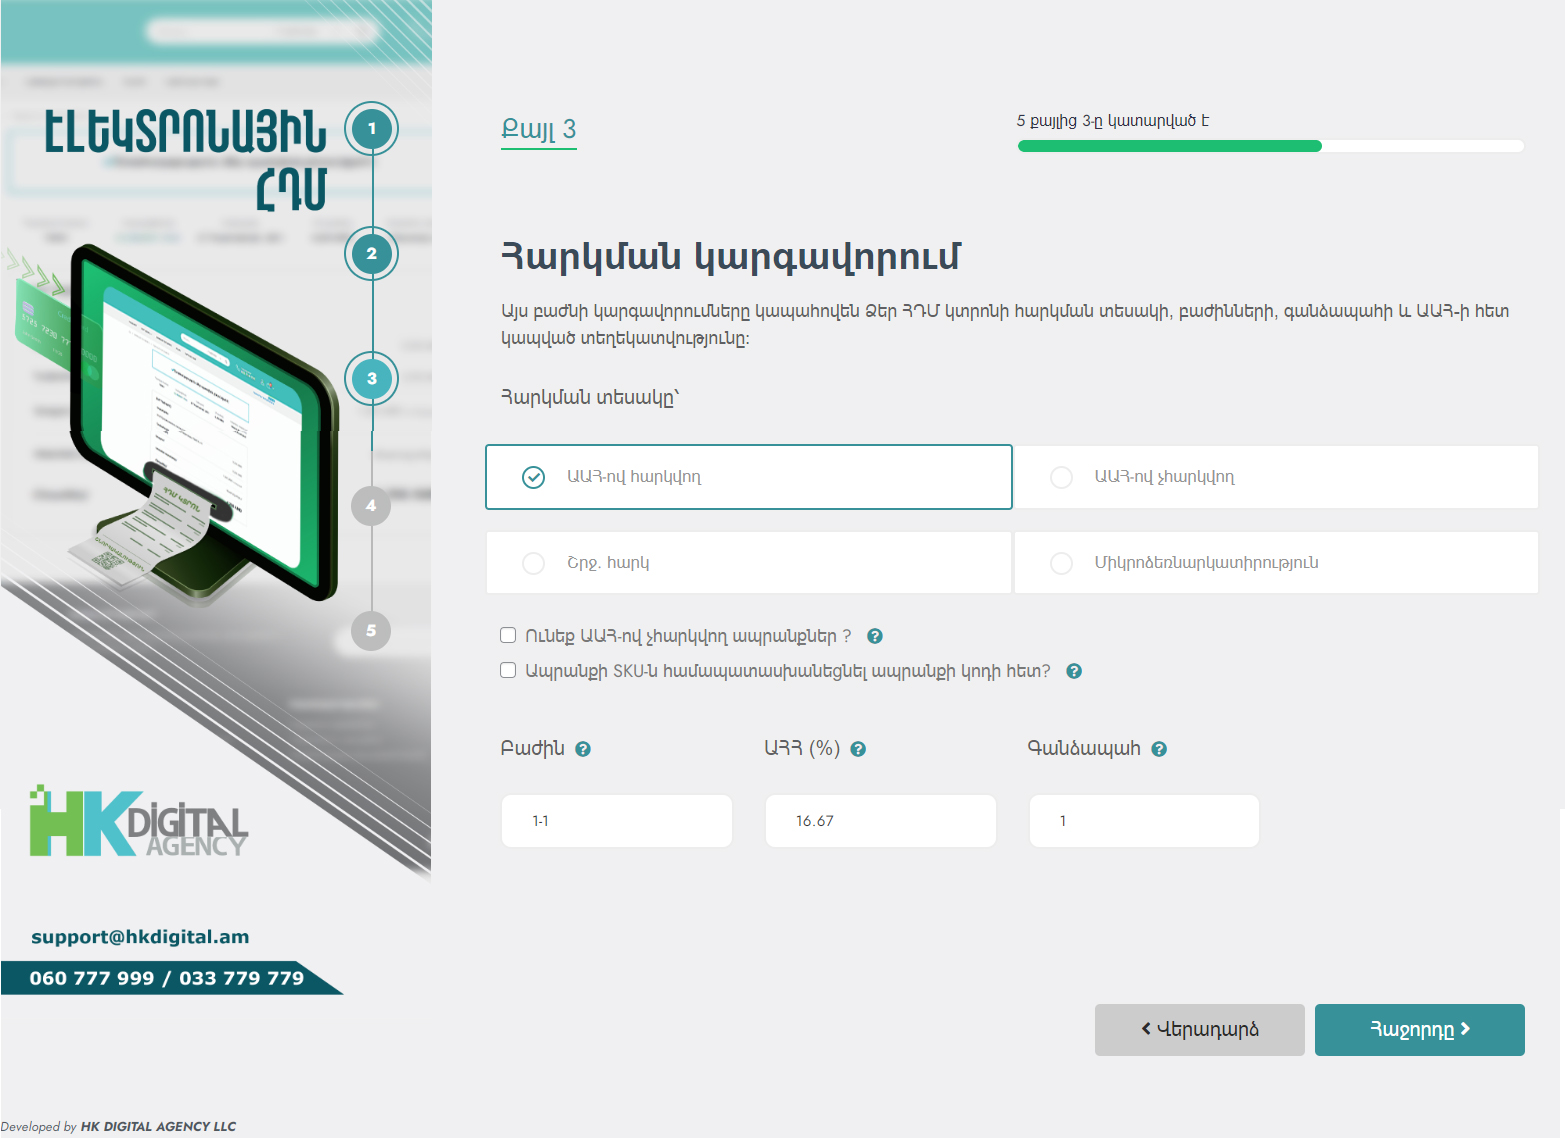 ԷԼԵԿՏՐՈՆԱՅԻՆ
ՀԴՄ
1
2
3
4
5
ՀԴՄ ԿՏՐՈՆ
HK DIGITAL
AGENCY
support@hkdigital.am
060 777 999 / 033 779 779
Քայլ 3
5 քայլից 3-ը կատարված է
Հարկման կարգավորում
Այս բաժնի կարգավորումները կապահովեն Ձեր ՀԴՄ կտրոնի հարկման տեսակի, բաժինների, գանձապահի և ԱԱՀ-ի հետ
կապված տեղեկատվությունը:
Հարկման տեսակը՝
ԱԱՀ-ով հարկվող
ԱԱՀ-ով չհարկվող
Շրջ. հարկ
Միկրոձեռնարկատիրություն
Ունեք ԱԱՀ-ով չհարկվող ապրանքներ ?
Ապրանքի SKU-ն համապատասխանեցնել ապրանքի կոդի հետ?
Բաժին
ԱՀՀ (%)
Գանձապահ
1-1
16.67
1
Վերադարձ
Հաջորդը
Developed by HK DIGITAL AGENCY LLC